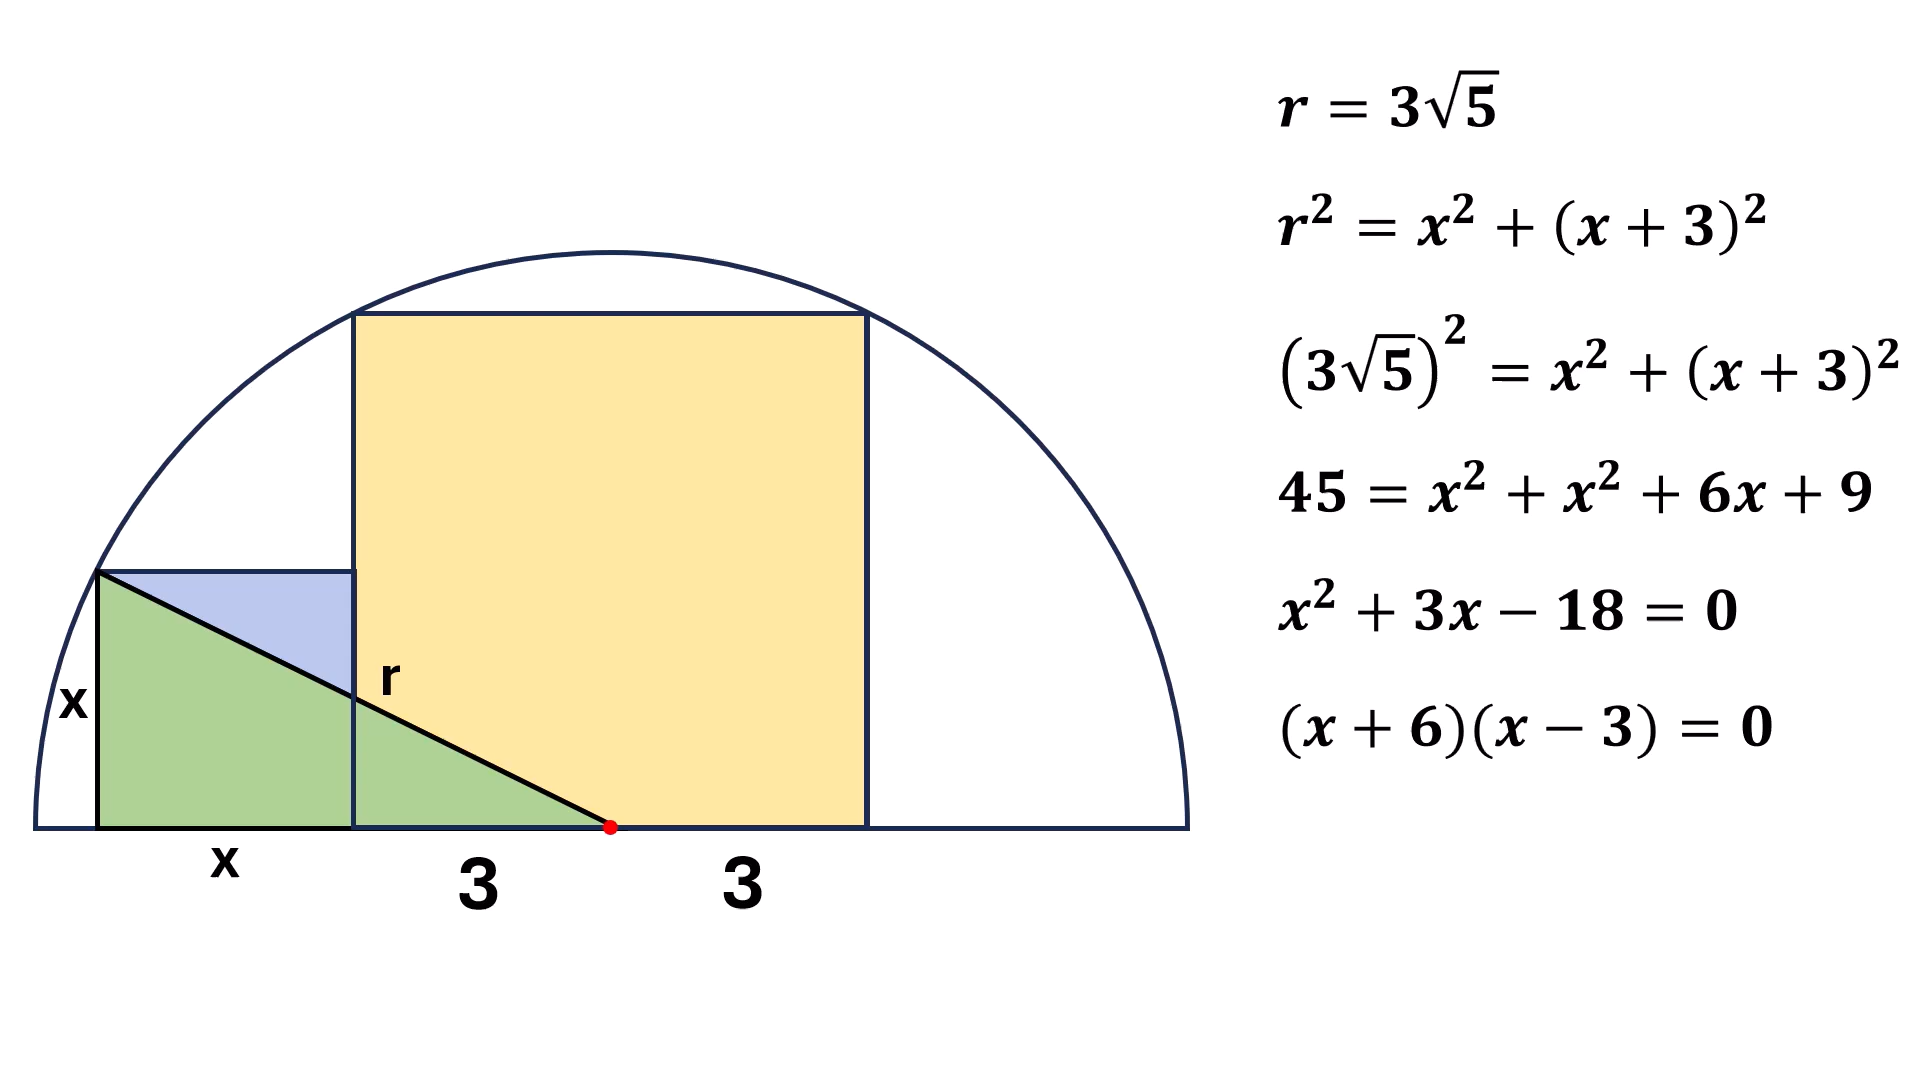 r = 3√5
r² = x² + (x + 3)²
(3√5)² = x² + (x + 3)²
45 = x² + x² + 6x + 9
x² + 3x − 18 = 0
(x + 6)(x − 3) = 0
r
x
x
3 3